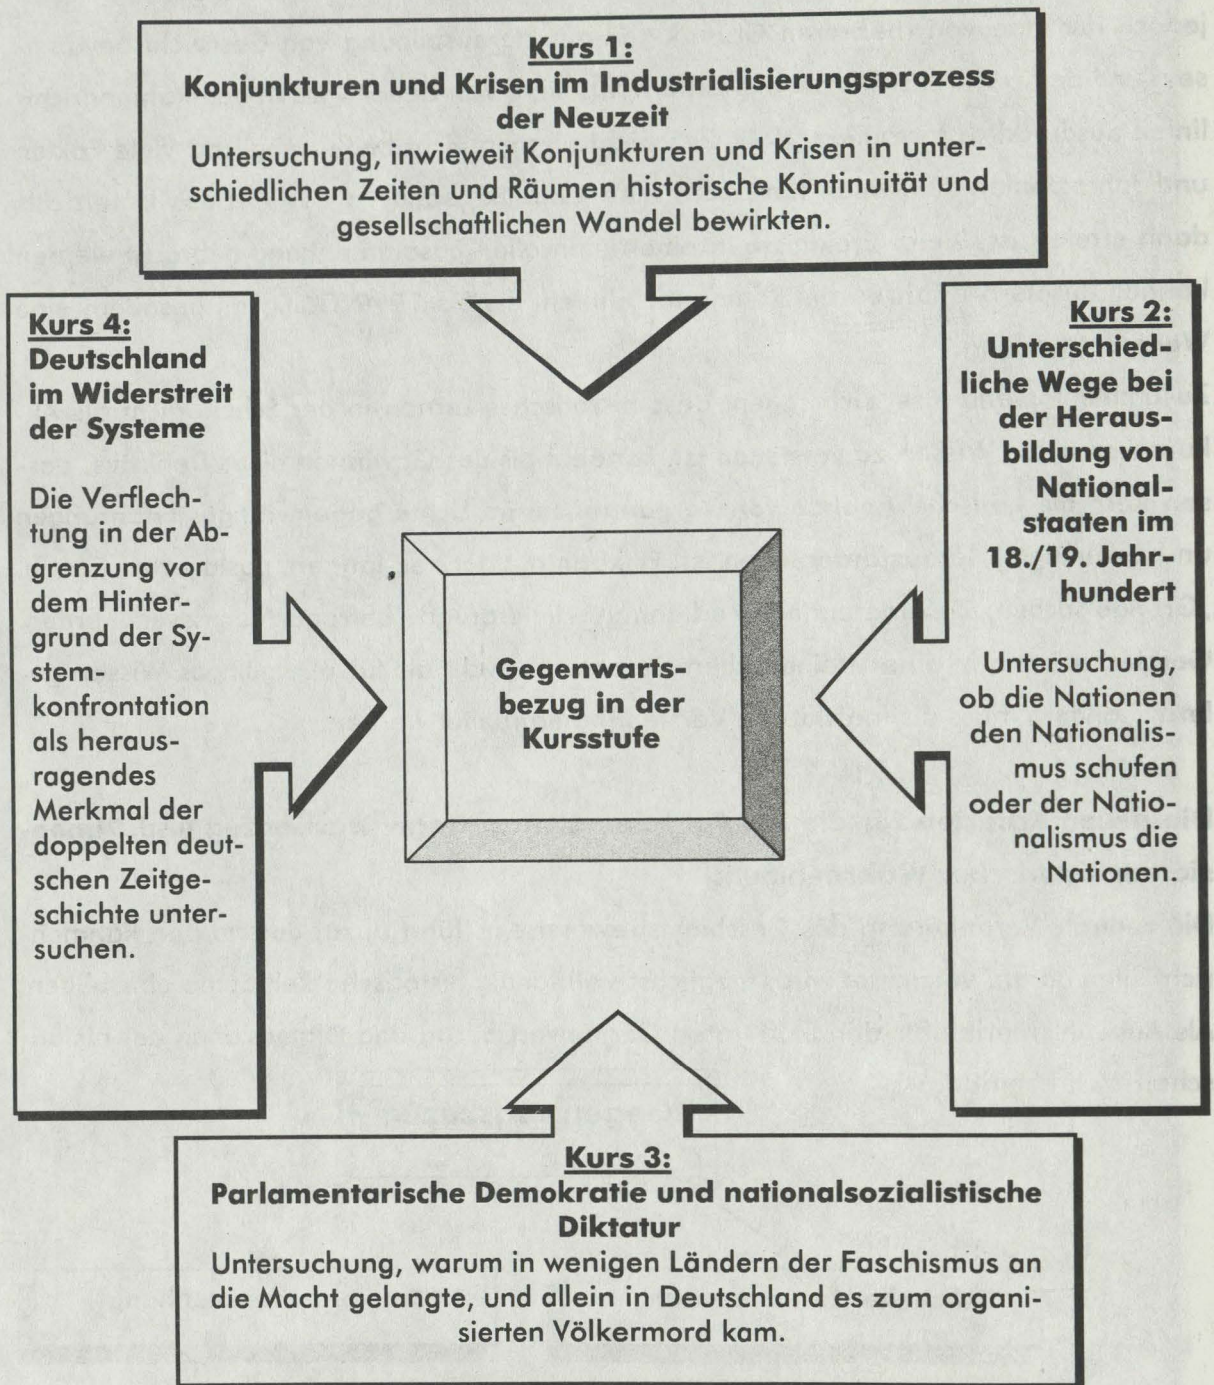 Kurs 1:
Konjunkturen und Krisen im Industrialisierungsprozess
der Neuzeit
Untersuchung, inwieweit Konjunkturen und Krisen in unter-
schiedlichen Zeiten und Räumen historische Kontinuität und
gesellschaftlichen Wandel bewirkten.
Kurs 4:
Deutschland
im Widerstreit
der Systeme
Die Verflech-
tung in der Ab-
grenzung vor
dem Hinter-
grund der Sy-
stem-
konfrontation
als heraus-
ragendes
Merkmal der
doppelten deut-
schen Zeitge-
schichte unter-
suchen.
Gegenwarts-
bezug in der
Kursstufe
Kurs 2:
Unterschied-
liche Wege bei
der Heraus-
bildung von
National-
staaten im
18./19. Jahr-
hundert
Untersuchung,
ob die Nationen
den Nationalis-
mus schufen
oder der Natio-
nalismus die
Nationen.
Kurs 3:
Parlamentarische Demokratie und nationalsozialistische
Diktatur
Untersuchung, warum in wenigen Ländern der Faschismus an
die Macht gelangte, und allein in Deutschland es zum organi-
sierten Völkermord kam.